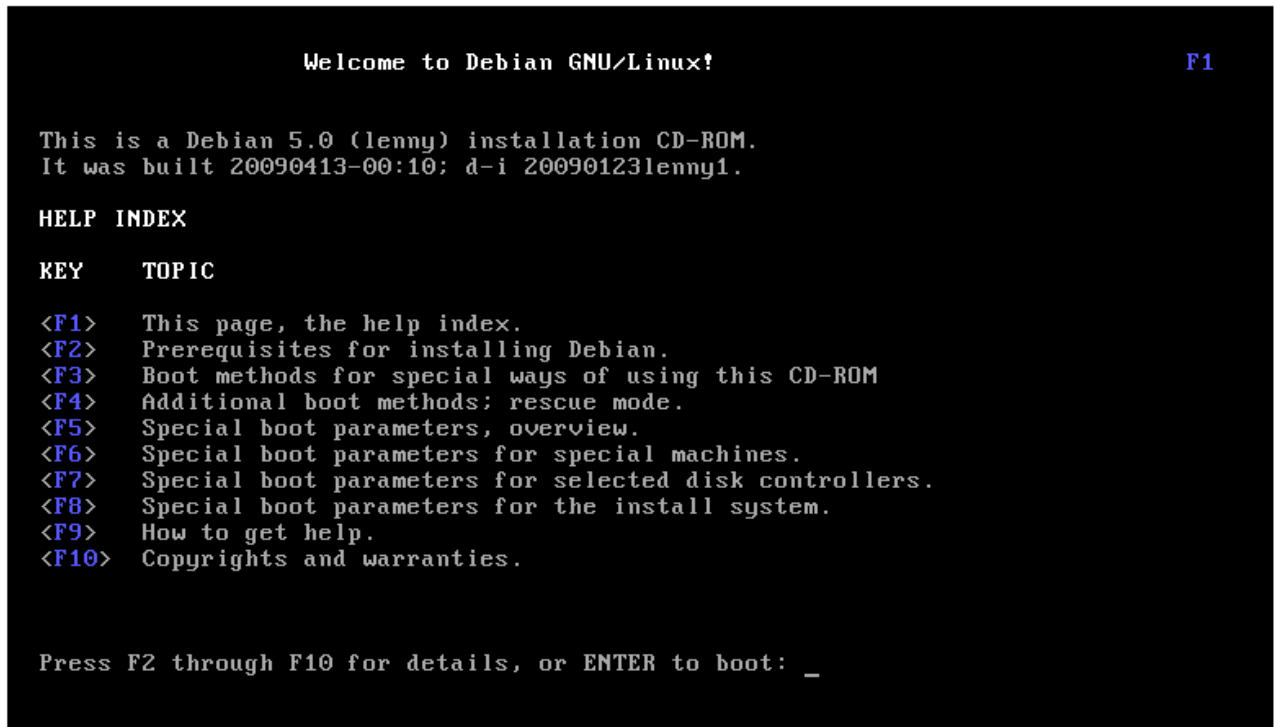 Welcome to Debian GNU/Linux! F1
This is a Debian 5.0 (lenny) installation CD-ROM.
It was built 20090413-00:10; d-i 20090123lenny1.
HELP INDEX
KEY TOPIC
<F1> This page, the help index.
<F2> Prerequisites for installing Debian.
<F3> Boot methods for special ways of using this CD-ROM
<F4> Additional boot methods; rescue mode.
<F5> Special boot parameters, overview.
<F6> Special boot parameters for special machines.
<F7> Special boot parameters for selected disk controllers.
<F8> Special boot parameters for the install system.
<F9> How to get help.
<F10> Copyrights and warranties.
Press F2 through F10 for details, or ENTER to boot: _